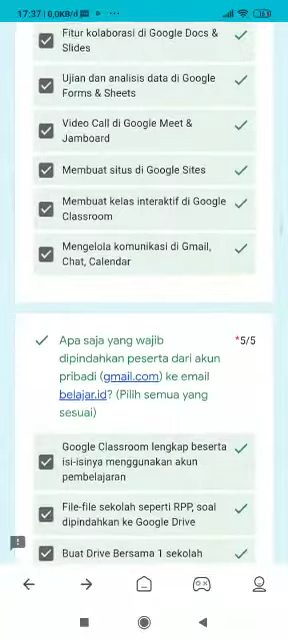 17:37 | 0,0KB/d
16
Fitur kolaborasi di Google Docs &
Slides
Ujian dan analisis data di Google
Forms & Sheets
Video Call di Google Meet &
Jamboard
Membuat situs di Google Sites
Membuat kelas interaktif di Google
Classroom
Mengelola komunikasi di Gmail,
Chat, Calendar
Apa saja yang wajib
*5/5
dipindahkan peserta dari akun
pribadi (gmail.com) ke email
belajar.id? (Pilih semua yang
sesuai)
Google Classroom lengkap beserta
isi-isinya menggunakan akun
pembelajaran
File-file sekolah seperti RPP, soal
dipindahkan ke Google Drive
Buat Drive Bersama 1 sekolah